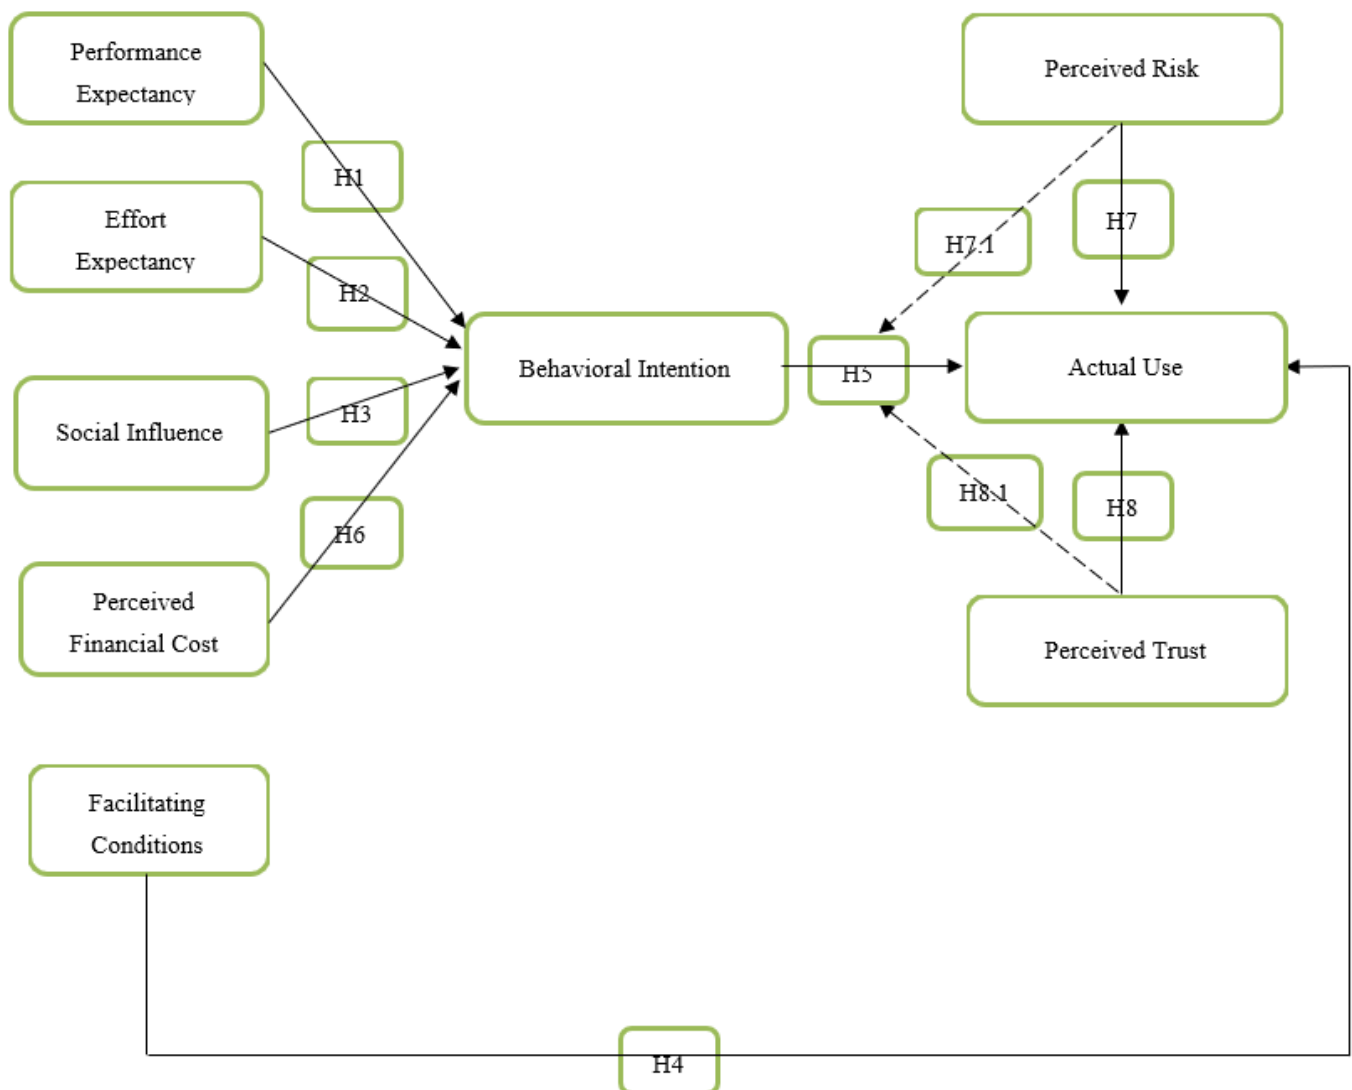 Performance
Expectancy
Perceived Risk
H1
Effort
Expectancy
H7
H7.1
H2
Behavioral Intention
H5
Actual Use
H3
Social Influence
H6
H8.1
H8
Perceived
Financial Cost
Perceived Trust
Facilitating
Conditions
H4